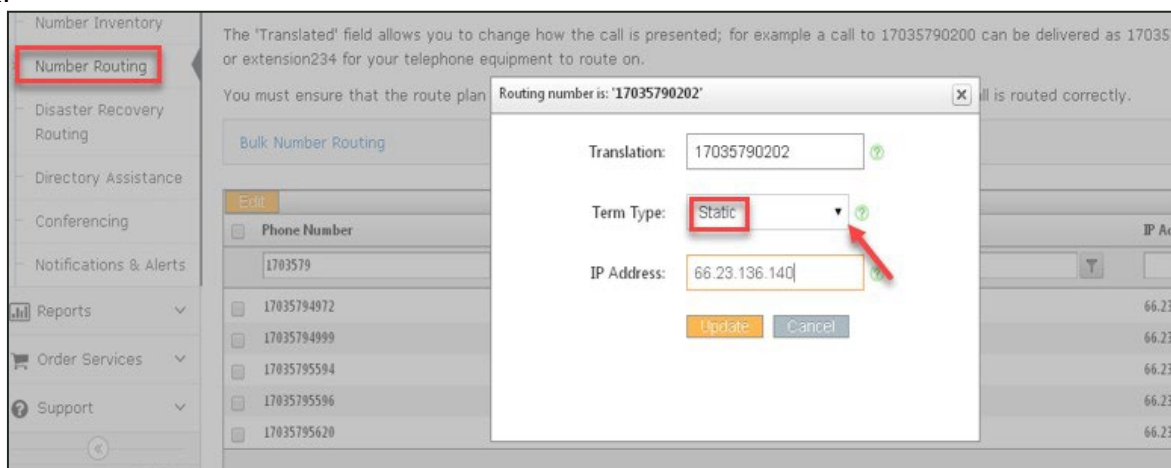 Number Inventory
Number Routing
Disaster Recovery
Routing
Directory Assistance
Conferencing
Notifications & Alerts
Reports
Order Services
Support
The 'Translated' field allows you to change how the call is presented; for example a call to 17035790200 can be delivered as 17035
or extension234 for your telephone equipment to route on.
You must ensure that the route plan
ll is routed correctly.
Bulk Number Routing
Edit
Phone Number
IP Ad
1703579
17035794972
66.23
17035794999
66.23
17035795594
66.23
17035795596
66.23
17035795620
66.23
Routing number is: '17035790202'
Translation: 17035790202
Term Type: Static
IP Address: 66.23.136.140
Update Cancel